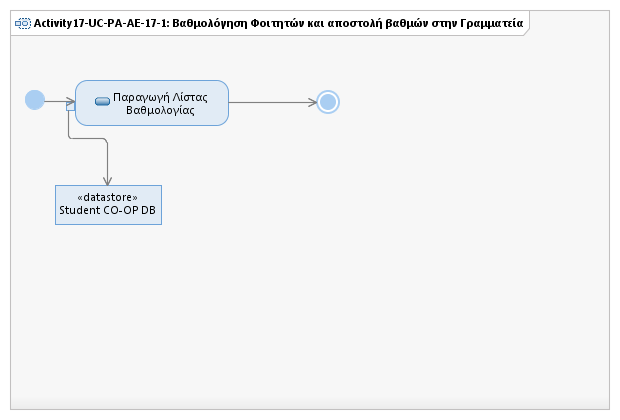 Activity17-UC-PA-AE-17-1: Βαθμολόγηση Φοιτητών και αποστολή βαθμών στην Γραμματεία
Παραγωγή Λίστας
Βαθμολογίας
«datastore»
Student CO-OP DB